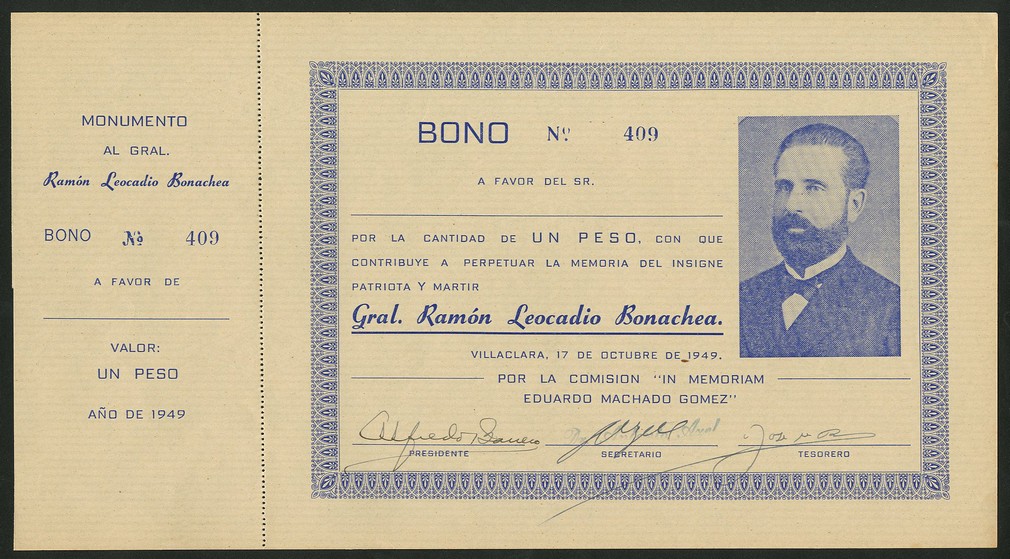 MONUMENTO
AL GRAL.
Ramón Leocadio Bonachea
BONO Nº 409
A FAVOR DE
VALOR:
UN PESO
AÑO DE 1949
BONO Nº 409
A FAVOR DEL SR.
POR LA CANTIDAD DE UN PESO, CON QUE
CONTRIBUYE A PERPETUAR LA MEMORIA DEL INSIGNE
PATRIOTA Y MARTIR
Gral. Ramón Leocadio Bonachea.
VILLACLARA, 17 DE OCTUBRE DE 1949.
POR LA COMISION "IN MEMORIAM
EDUARDO MACHADO GOMEZ"
Alfredo
PRESIDENTE
SECRETARIO
TESORERO